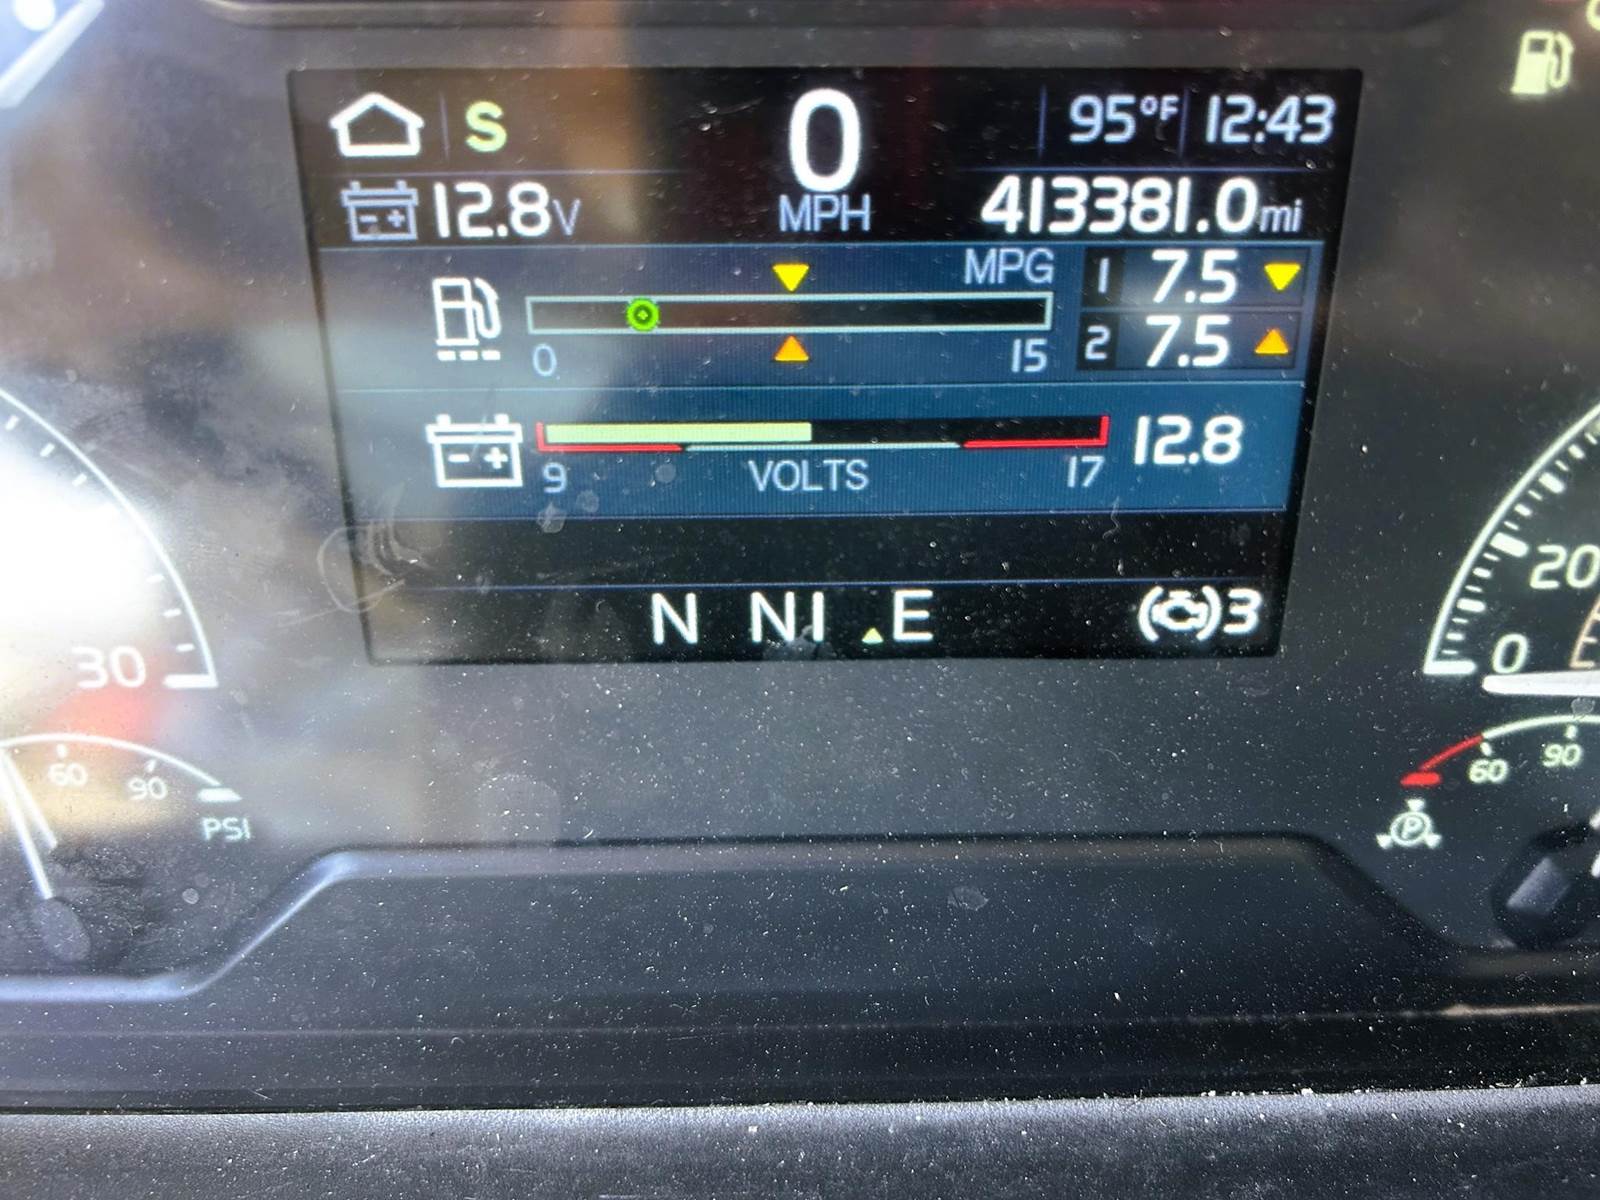 S 0 95°F 12:43
12.8V MPH 413381.0mi
MPG 1 7.5
0 15 2 7.5
12.8
9 VOLTS 17
N NI E 3
30
60 90
PSI
20
0
60 90
P